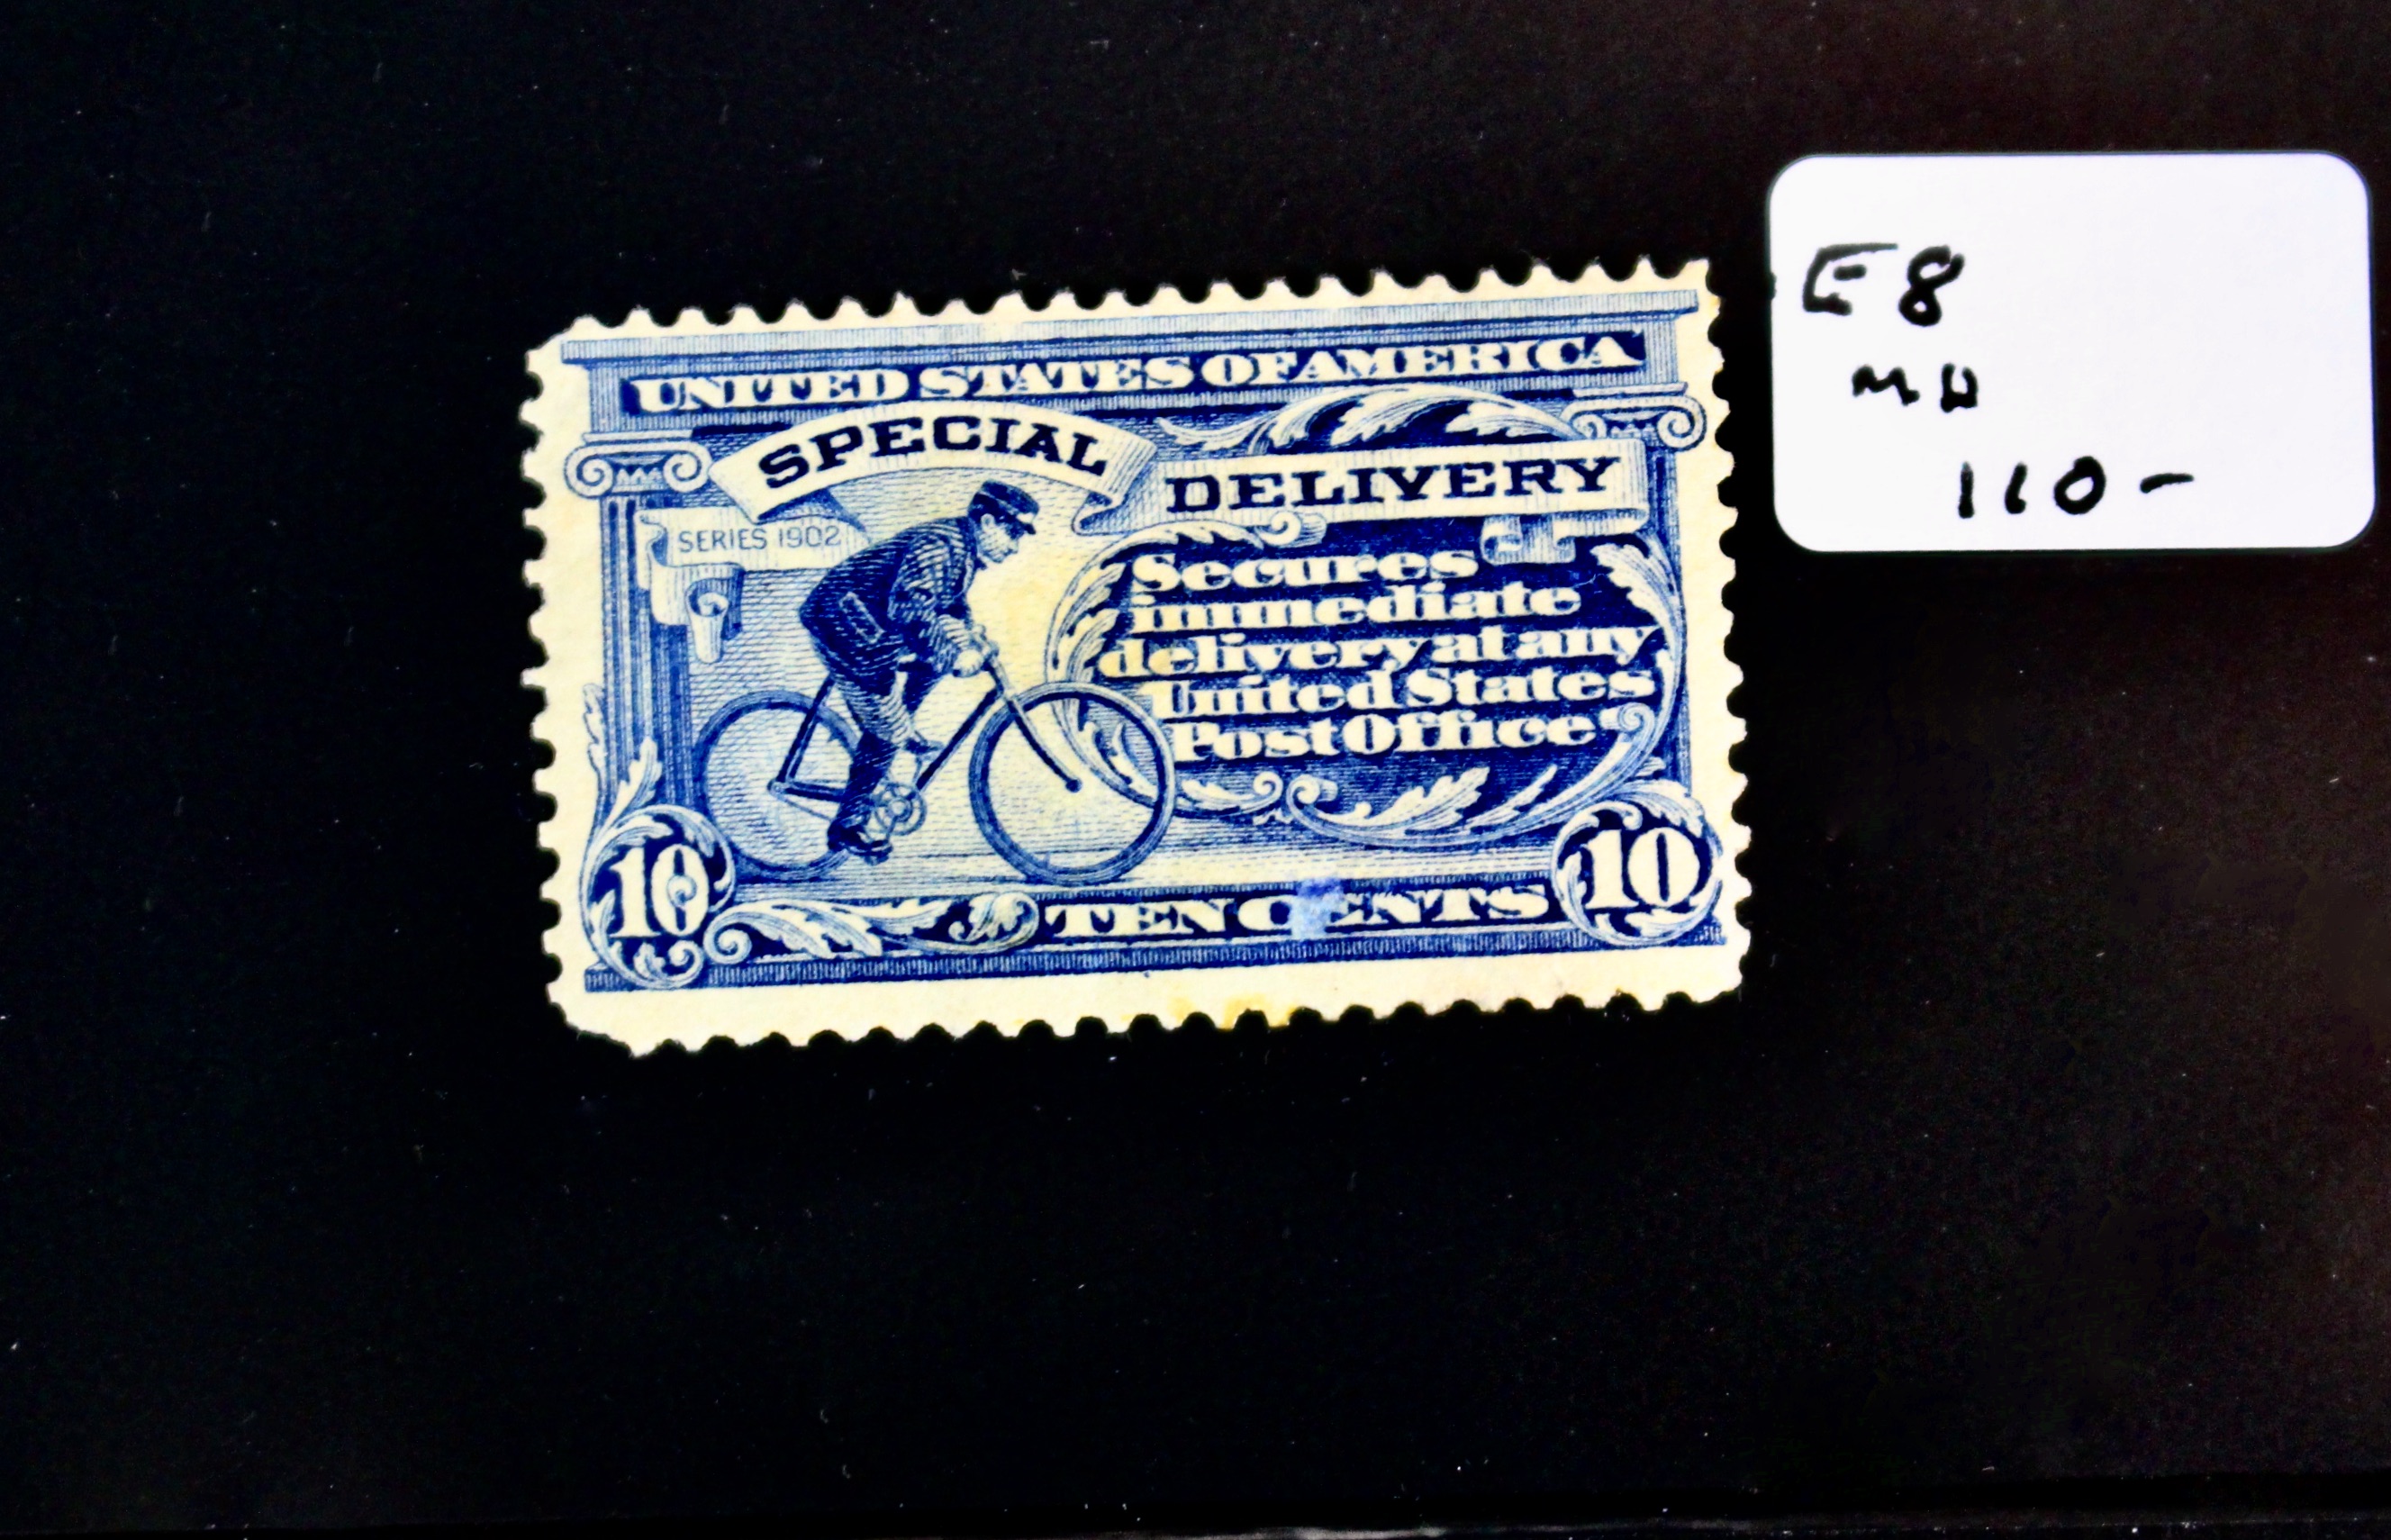 UNITED STATES OF AMERICA
SPECIAL DELIVERY
SERIES 1902
Secures
immediate
delivery at any
United States
Post Office
10 TEN CENTS 10
E8
MH
110-